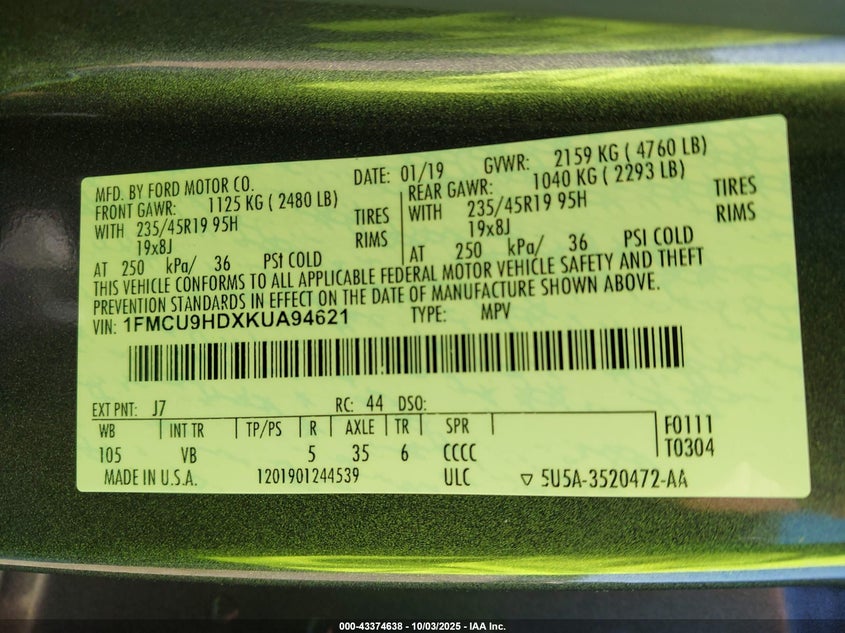 MFD. BY FORD MOTOR CO. DATE: 01/19 GVWR: 2159 KG ( 4760 LB)
FRONT GAWR: 1125 KG ( 2480 LB) REAR GAWR: 1040 KG ( 2293 LB)
WITH 235/45R19 95H TIRES WITH 235/45R19 95H TIRES
19x8J RIMS 19x8J RIMS
AT 250 kPa/ 36 PSI COLD AT 250 kPa/ 36 PSI COLD
THIS VEHICLE CONFORMS TO ALL APPLICABLE FEDERAL MOTOR VEHICLE SAFETY AND THEFT
PREVENTION STANDARDS IN EFFECT ON THE DATE OF MANUFACTURE SHOWN ABOVE.
VIN: 1FMCU9HDXKUA94621 TYPE: MPV
EXT PNT: J7 RC: 44 DSO:
WB INT TR TP/PS R AXLE TR SPR F0111
105 VB 5 35 6 CCCC T0304
MADE IN U.S.A. 1201901244539 ULC ▽ 5U5A-3520472-AA
000-43374638 - 10/03/2025 - IAA Inc.